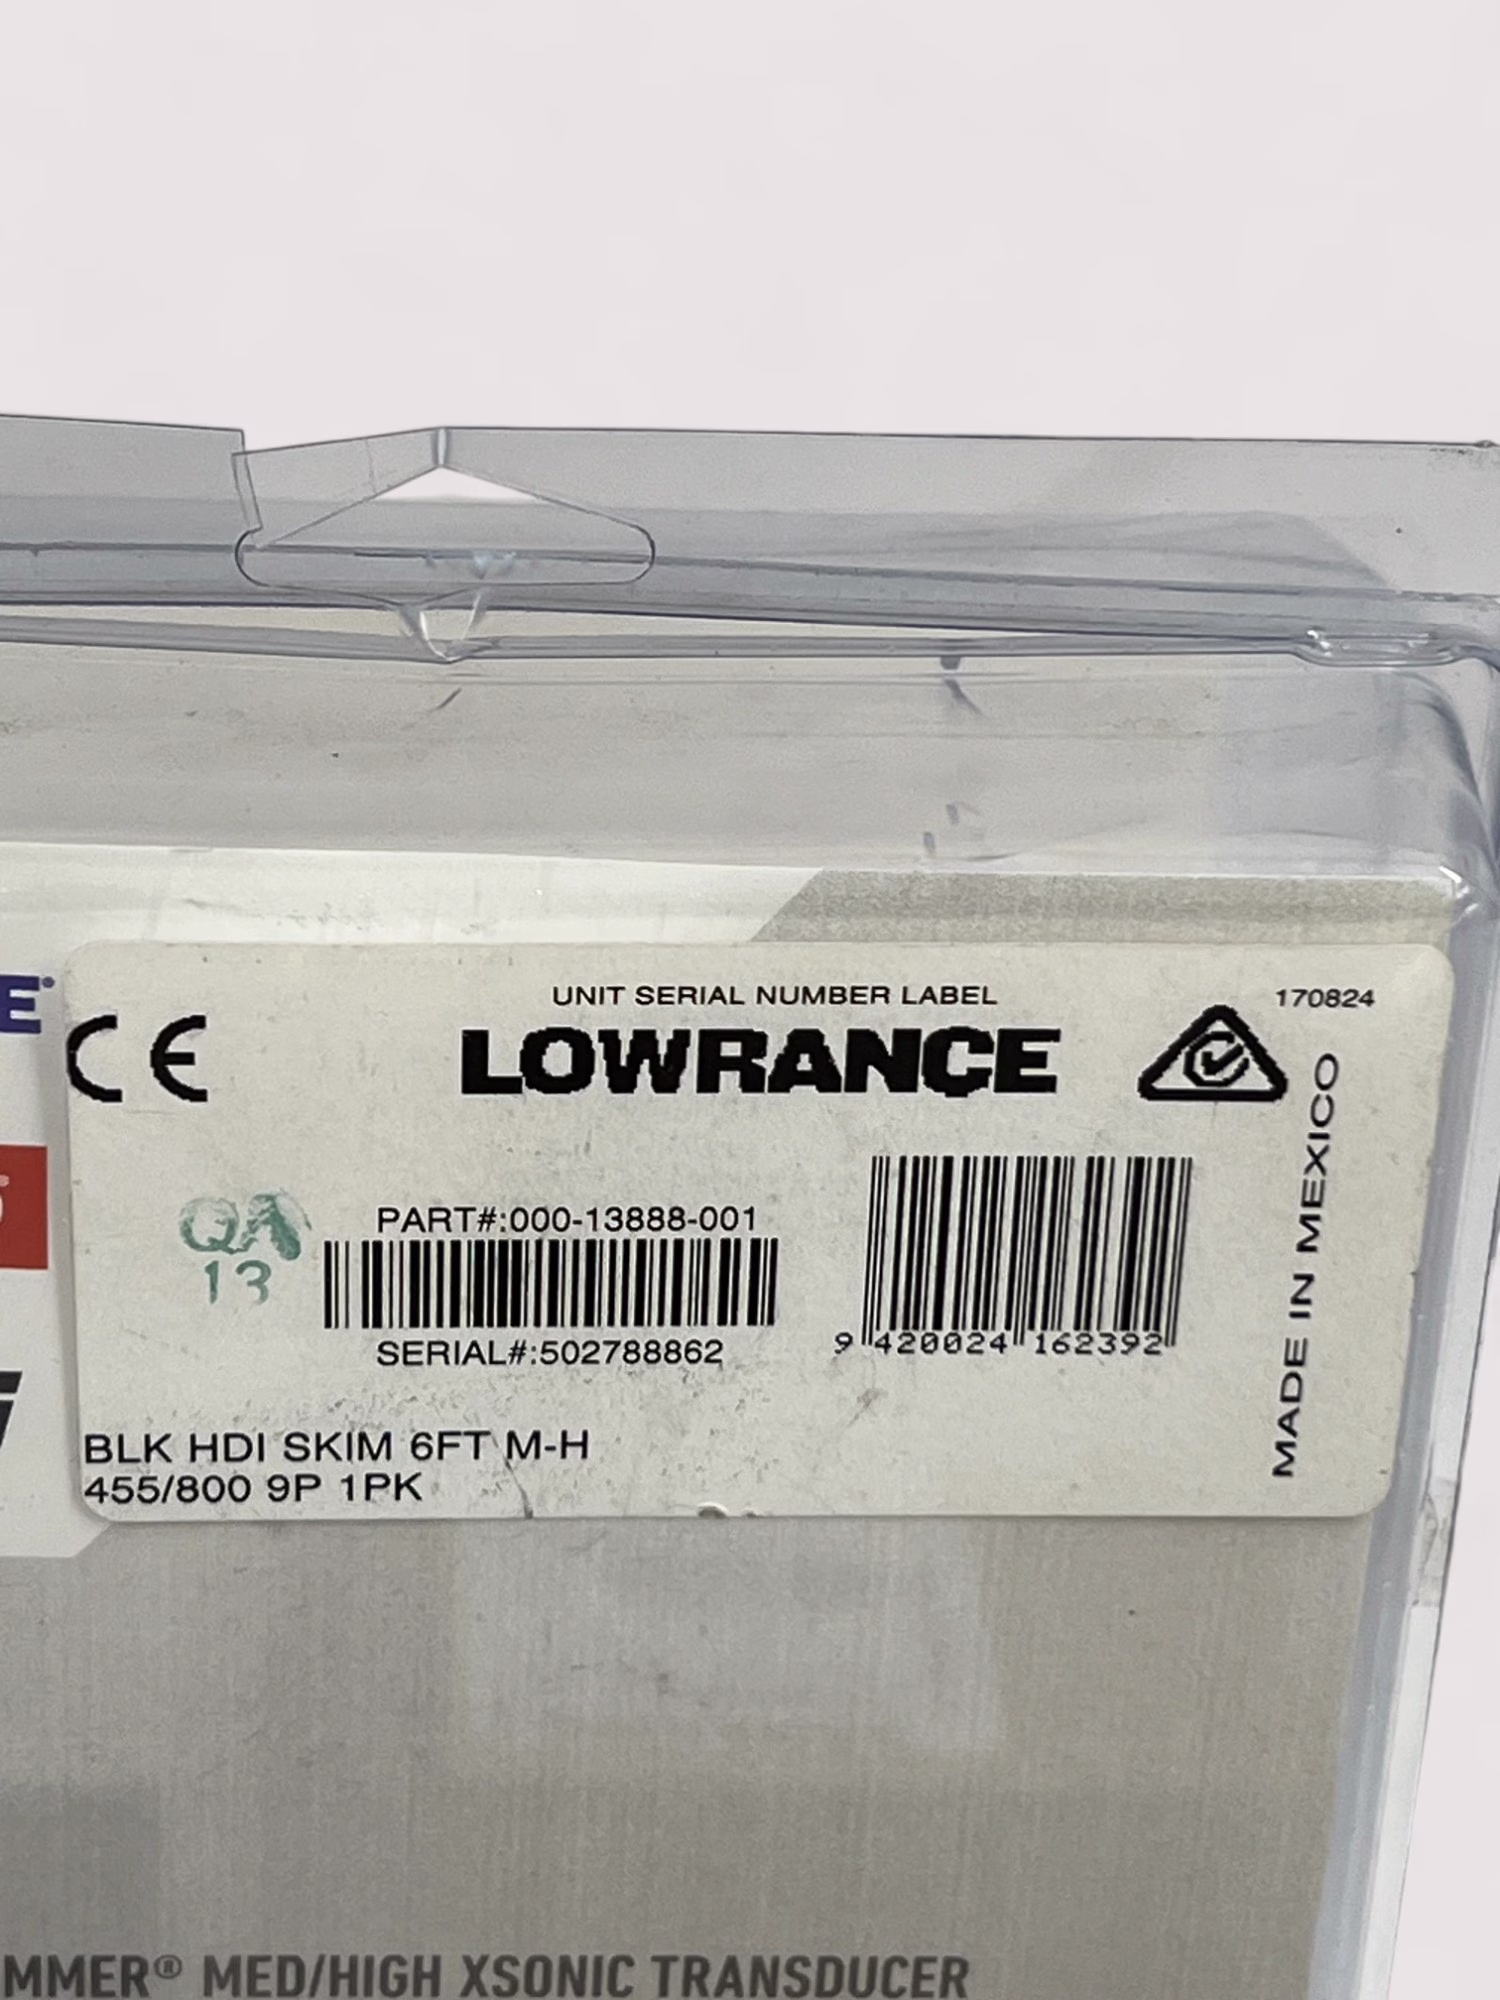 UNIT SERIAL NUMBER LABEL
170824
CE
LOWRANCE
MADE IN MEXICO
QA
13
PART#:000-13888-001
SERIAL#:502788862
9 420024 162392
BLK HDI SKIM 6FT M-H
455/800 9P 1PK
MED/HIGH XSONIC TRANSDUCER